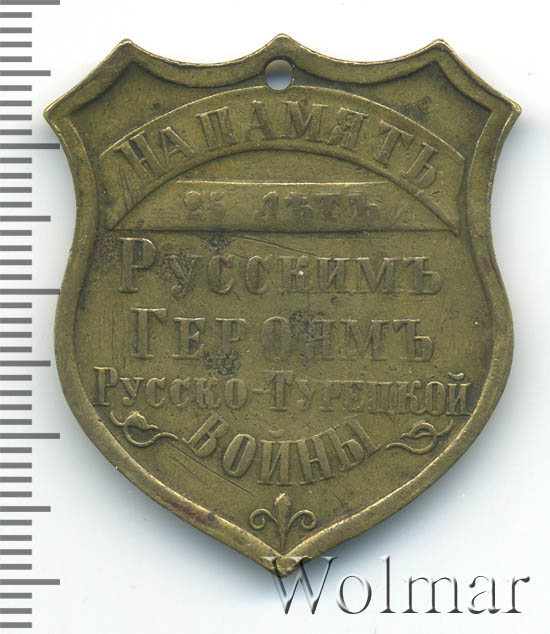 НА ПАМЯТЬ
25 ЛѢТЪ
РУССКИМЪ
ГЕРОЯМЪ
РУССКО-ТУРЕЦКОЙ
ВОЙНЫ
Wolmar